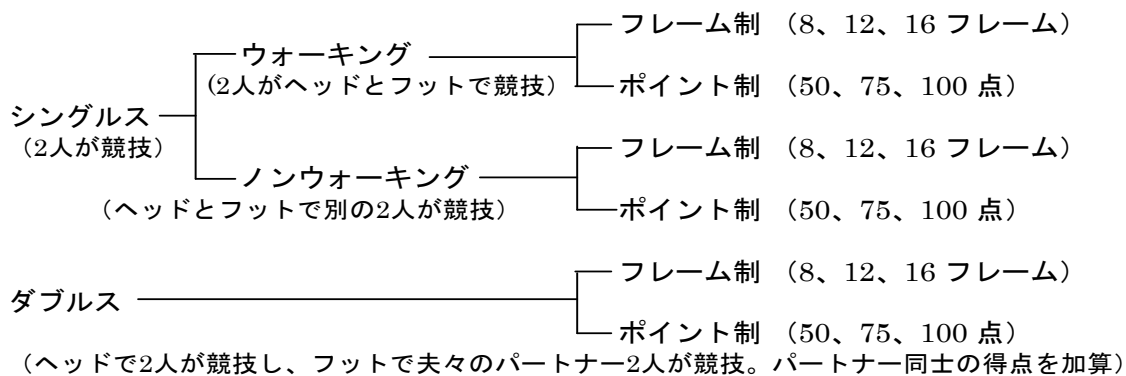 フレーム制 （8、12、16 フレーム）
ウォーキング
(2人がヘッドとフットで競技）
ポイント制 （50、75、100 点）
シングルス
（2人が競技）
フレーム制 （8、12、16 フレーム）
ノンウォーキング
（ヘッドとフットで別の2人が競技）
ポイント制 （50、75、100 点）
フレーム制 （8、12、16 フレーム）
ダブルス
ポイント制 （50、75、100 点）
（ヘッドで2人が競技し、フットで夫々のパートナー2人が競技。パートナー同士の得点を加算）